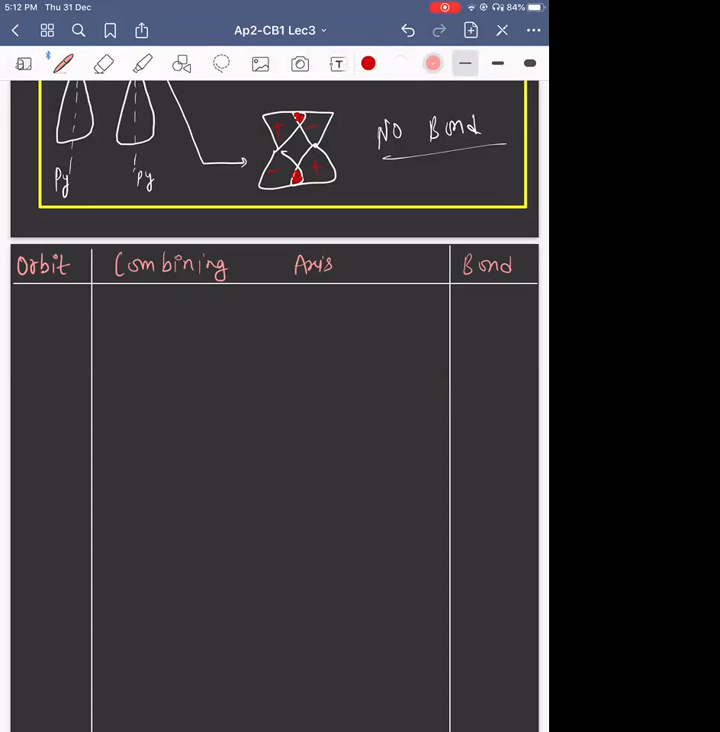 5:12 PM Thu 31 Dec
84%
Ap2-CB1 Lec3
T
+ -
- +
No Bond
Py
Py
Orbit Combining Axis Bond